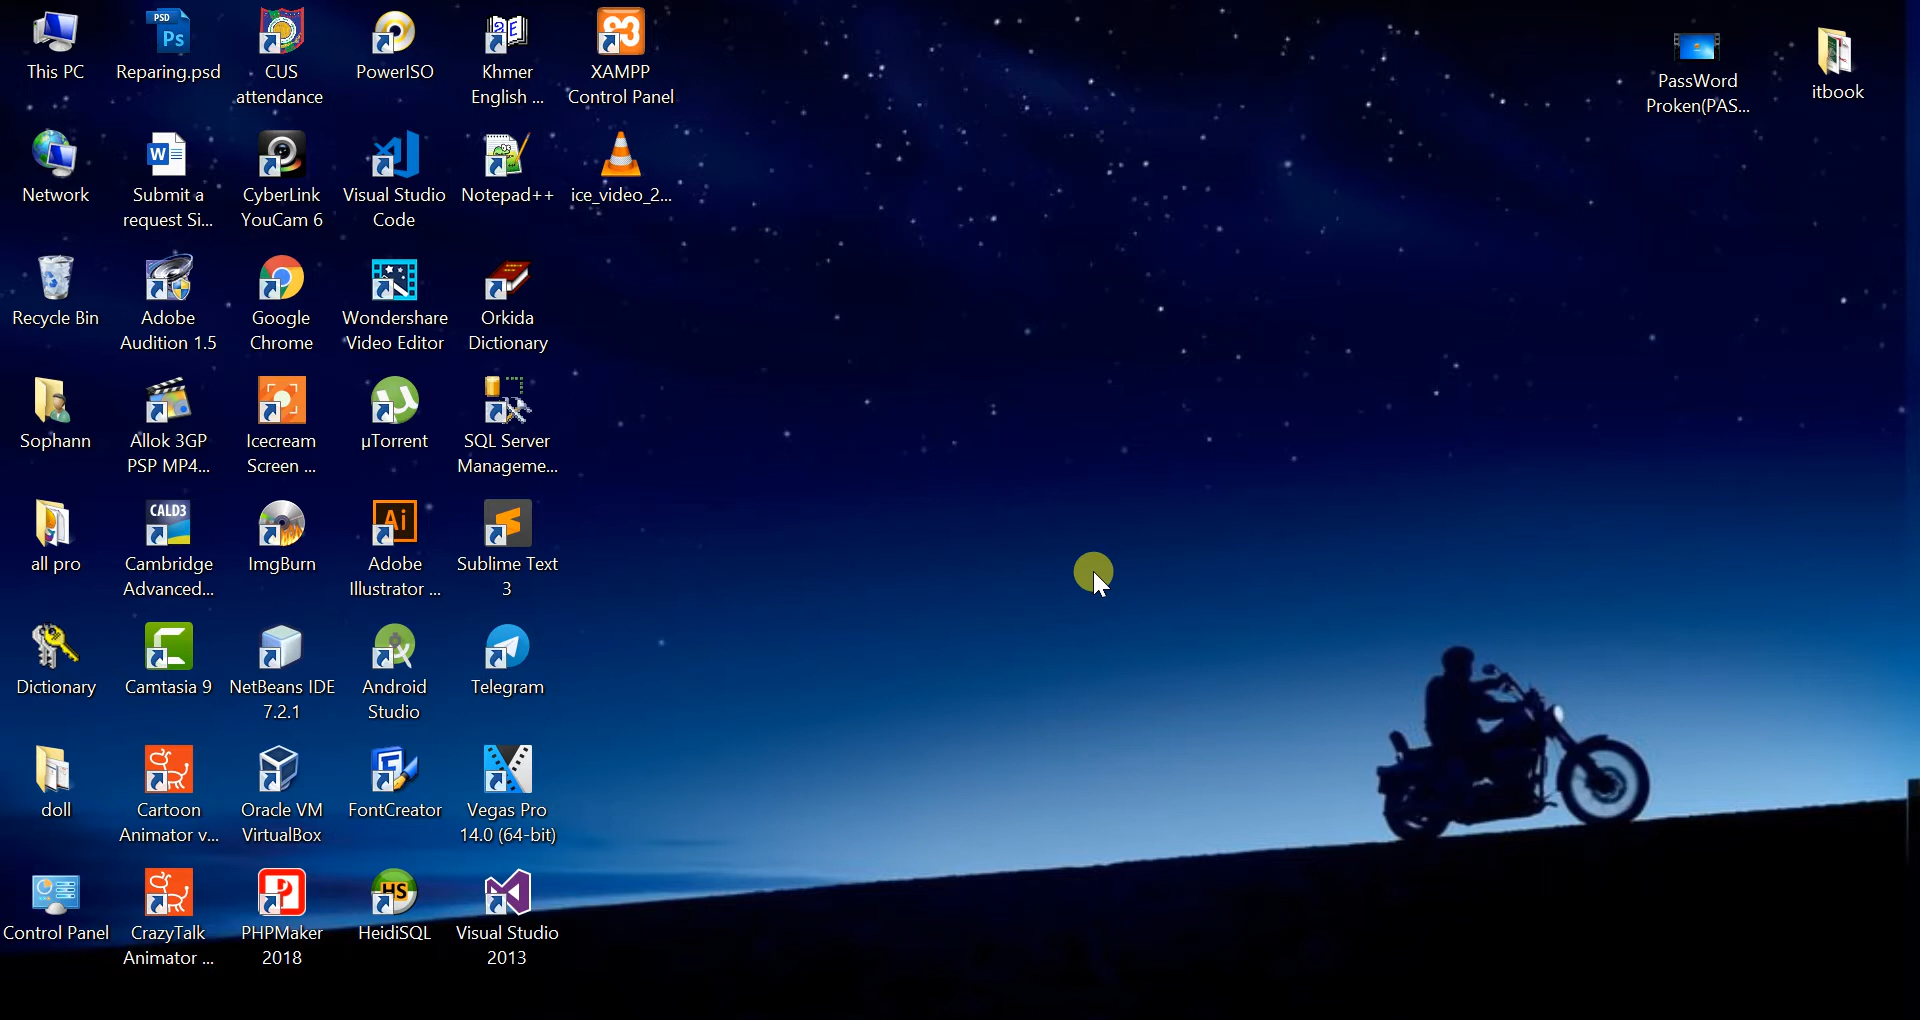 This PC
Reparing.psd
CUS
attendance
PowerISO
Khmer
English ...
XAMPP
Control Panel
PassWord
Proken(PAS...
itbook
Network
Submit a
request Si...
CyberLink
YouCam 6
Visual Studio
Code
Notepad++
ice_video_2...
Recycle Bin
Adobe
Audition 1.5
Google
Chrome
Wondershare
Video Editor
Orkida
Dictionary
Sophann
Allok 3GP
PSP MP4...
Icecream
Screen ...
µTorrent
SQL Server
Manageme...
all pro
Cambridge
Advanced...
ImgBurn
Adobe
Illustrator ...
Sublime Text
3
Dictionary
Camtasia 9
NetBeans IDE
7.2.1
Android
Studio
Telegram
doll
Cartoon
Animator v...
Oracle VM
VirtualBox
FontCreator
Vegas Pro
14.0 (64-bit)
Control Panel
CrazyTalk
Animator ...
PHPMaker
2018
HeidiSQL
Visual Studio
2013
PSD
Ps
W
CALD3
Ai
HS